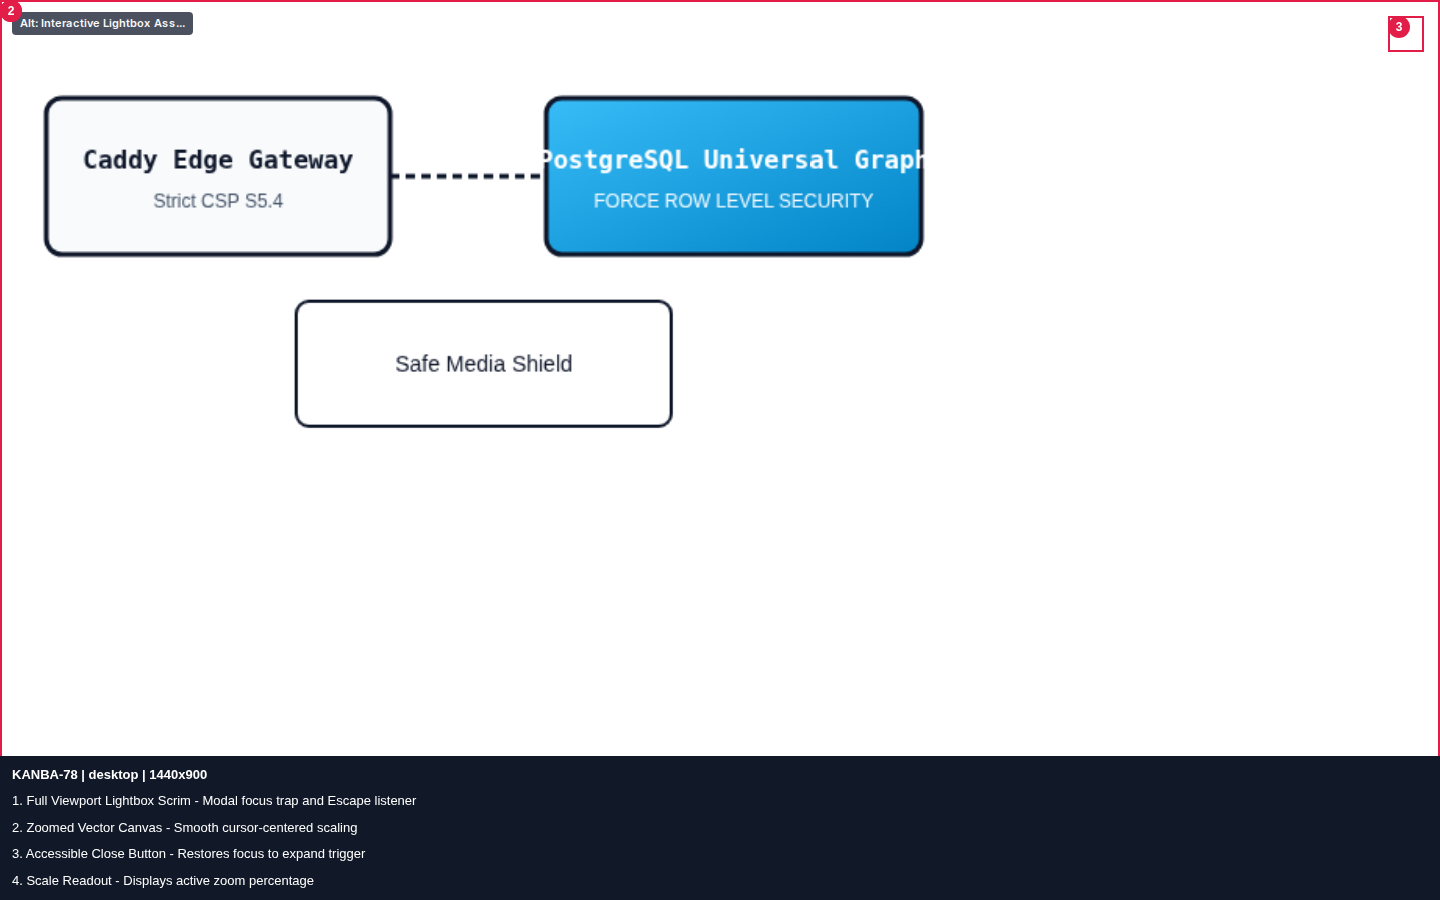 2
Alt: Interactive Lightbox Ass...
3
Caddy Edge Gateway
Strict CSP S5.4
PostgreSQL Universal Graph
FORCE ROW LEVEL SECURITY
Safe Media Shield
KANBA-78 | desktop | 1440x900
1. Full Viewport Lightbox Scrim - Modal focus trap and Escape listener
2. Zoomed Vector Canvas - Smooth cursor-centered scaling
3. Accessible Close Button - Restores focus to expand trigger
4. Scale Readout - Displays active zoom percentage